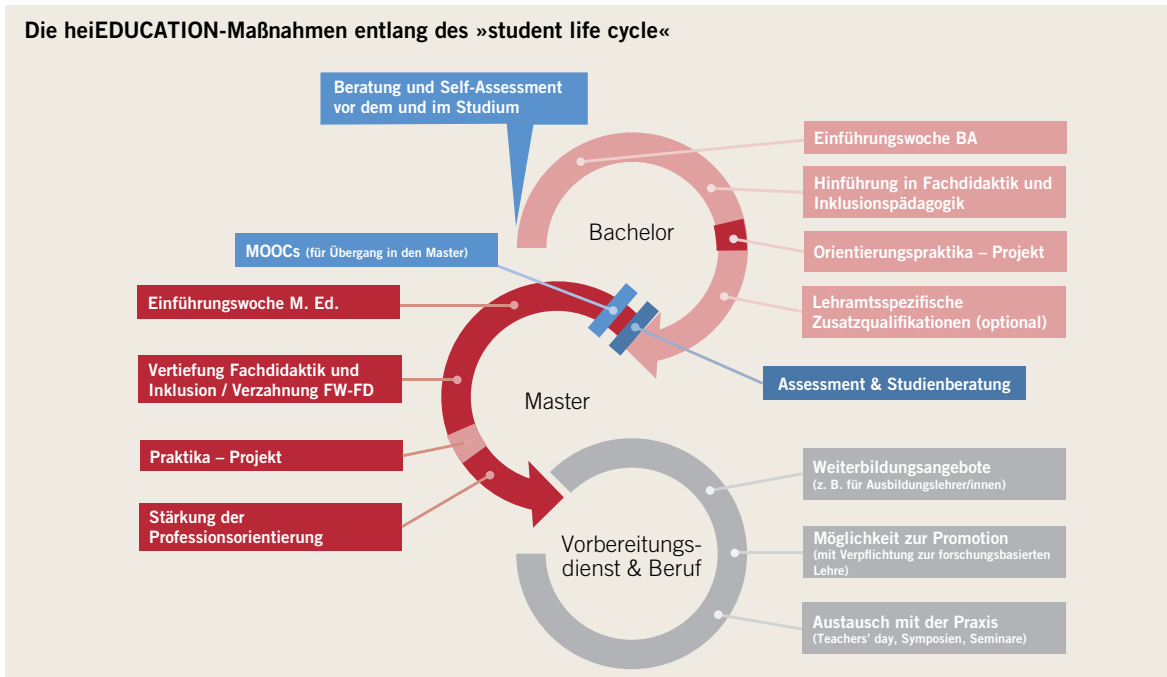 Die heiEDUCATION-Maßnahmen entlang des »student life cycle«
Beratung und Self-Assessment
vor dem und im Studium
Einführungswoche BA
Hinführung in Fachdidaktik und
Inklusionspädagogik
Bachelor
Orientierungspraktika – Projekt
MOOCs (für Übergang in den Master)
Lehramtsspezifische
Zusatzqualifikationen (optional)
Einführungswoche M. Ed.
Vertiefung Fachdidaktik und
Inklusion / Verzahnung FW-FD
Assessment & Studienberatung
Master
Praktika – Projekt
Stärkung der
Professionsorientierung
Weiterbildungsangebote
(z. B. für Ausbildungslehrer/innen)
Vorbereitungs-
dienst & Beruf
Möglichkeit zur Promotion
(mit Verpflichtung zur forschungsbasierten
Lehre)
Austausch mit der Praxis
(Teachers' day, Symposien, Seminare)